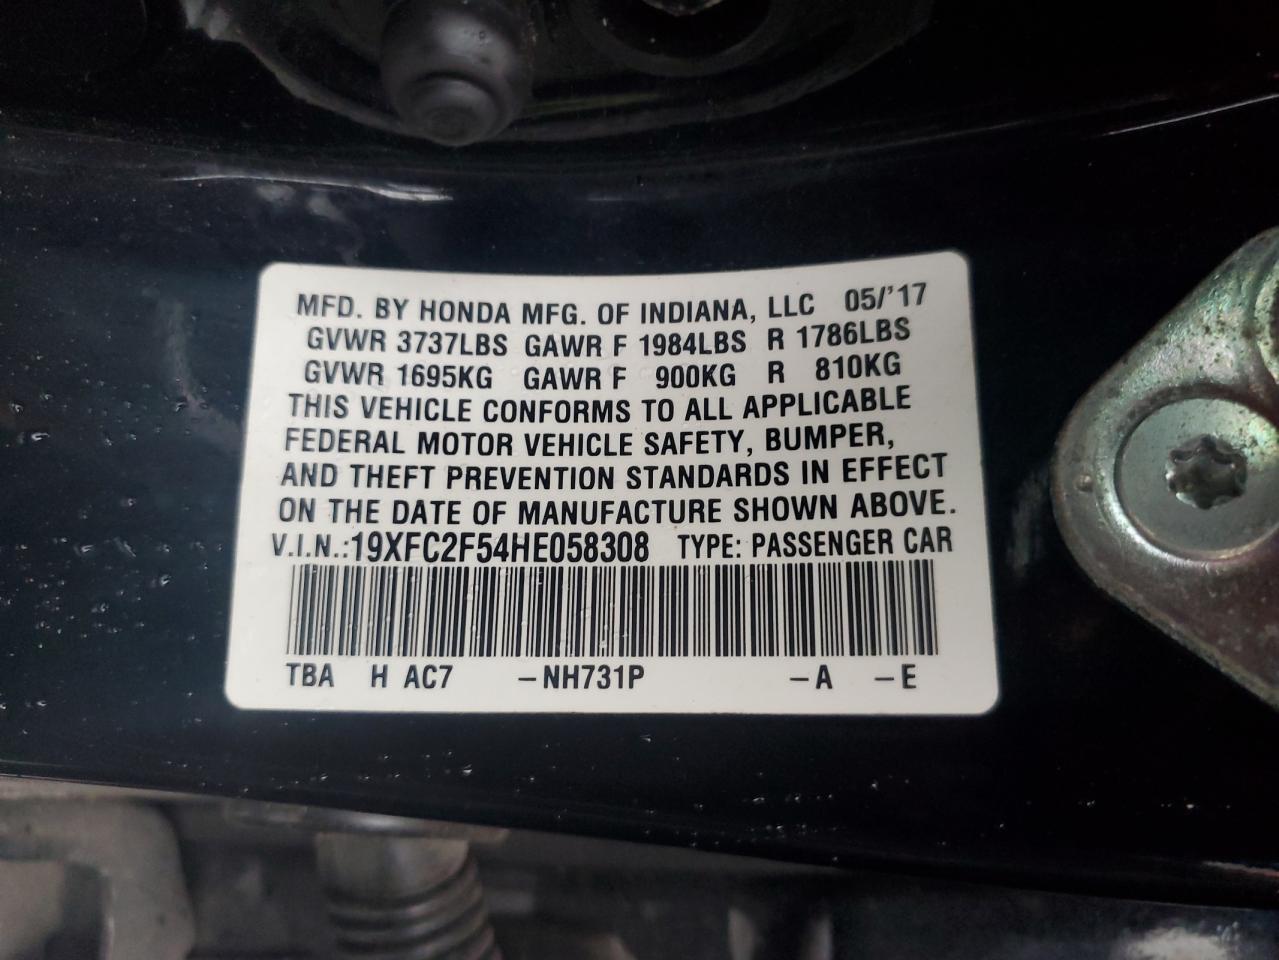 MFD. BY HONDA MFG. OF INDIANA, LLC 05/'17
GVWR 3737LBS GAWR F 1984LBS R 1786LBS
GVWR 1695KG GAWR F 900KG R 810KG
THIS VEHICLE CONFORMS TO ALL APPLICABLE
FEDERAL MOTOR VEHICLE SAFETY, BUMPER,
AND THEFT PREVENTION STANDARDS IN EFFECT
ON THE DATE OF MANUFACTURE SHOWN ABOVE.
V.I.N.:19XFC2F54HE058308 TYPE: PASSENGER CAR
TBA H AC7 -NH731P -A -E